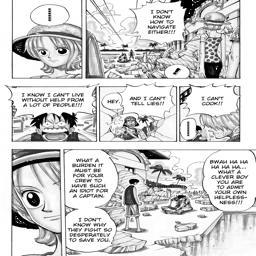 I DON'T
KNOW HOW TO
NAVIGATE
EITHER!!!
I KNOW I CAN'T LIVE
WITHOUT HELP FROM
A LOT OF PEOPLE!!!
HEY.
AND I CAN'T
TELL LIES!!
I CAN'T
COOK!!
WHAT A
BURDEN IT
MUST BE
FOR YOUR
CREW TO
HAVE SUCH
AN IDIOT FOR
A CAPTAIN.
I DON'T
KNOW WHY
THEY FIGHT SO
DESPERATELY
TO SAVE YOU.
BWAH HA HA
HA HA HA...
WHAT A
CLEVER BOY
YOU ARE TO
ADMIT YOUR
OWN HELPLESS-
NESS!!!